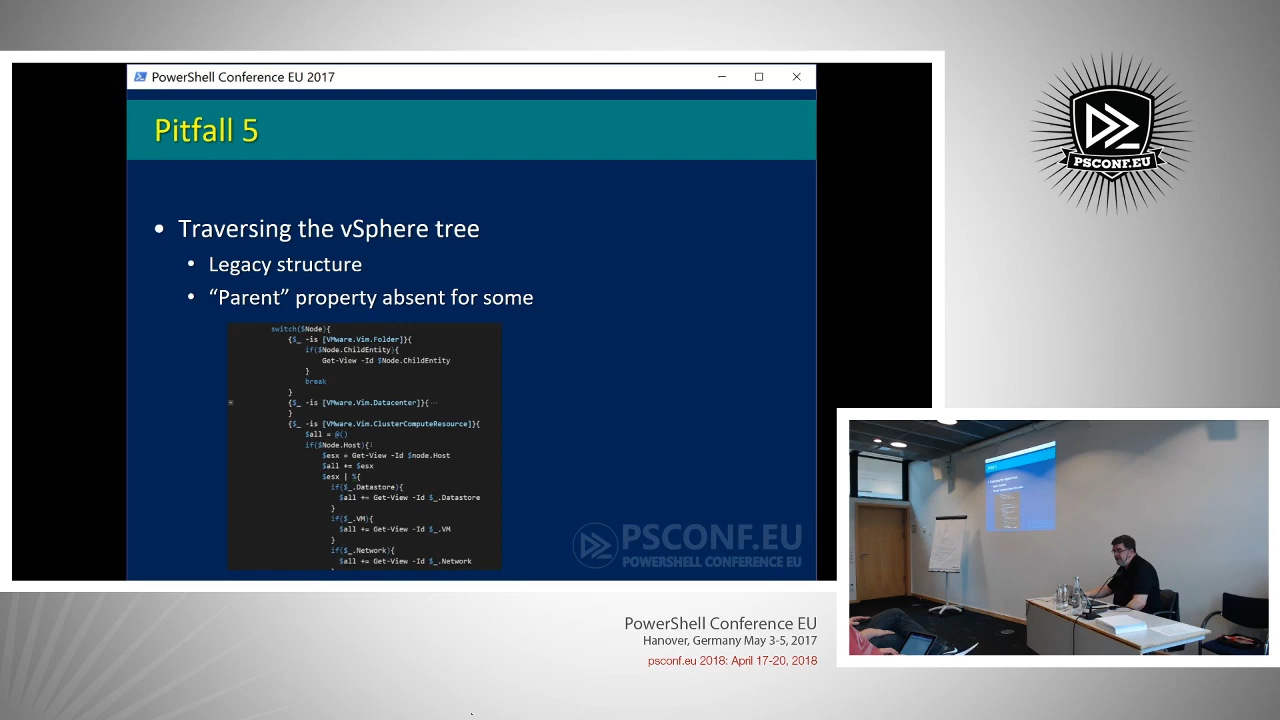 PowerShell Conference EU 2017
Pitfall 5
• Traversing the vSphere tree
• Legacy structure
• “Parent” property absent for some
switch($Node){
{$_ -is [VMware.Vim.Folder]}{
if($Node.ChildEntity){
Get-View -Id $Node.ChildEntity
}
break
}
{$_ -is [VMware.Vim.Datacenter]}{...
}
{$_ -is [VMware.Vim.ClusterComputeResource]}{
$all = @()
if($Node.Host){
$esx = Get-View -Id $node.Host
$all += $esx
$esx | %{
if($_.Datastore){
$all += Get-View -Id $_.Datastore
}
if($_.VM){
$all += Get-View -Id $_.VM
}
if($_.Network){
$all += Get-View -Id $_.Network
PSCONF.EU
POWERSHELL CONFERENCE EU
PSCONF.EU
PowerShell Conference EU
Hanover, Germany May 3-5, 2017
psconf.eu 2018: April 17-20, 2018